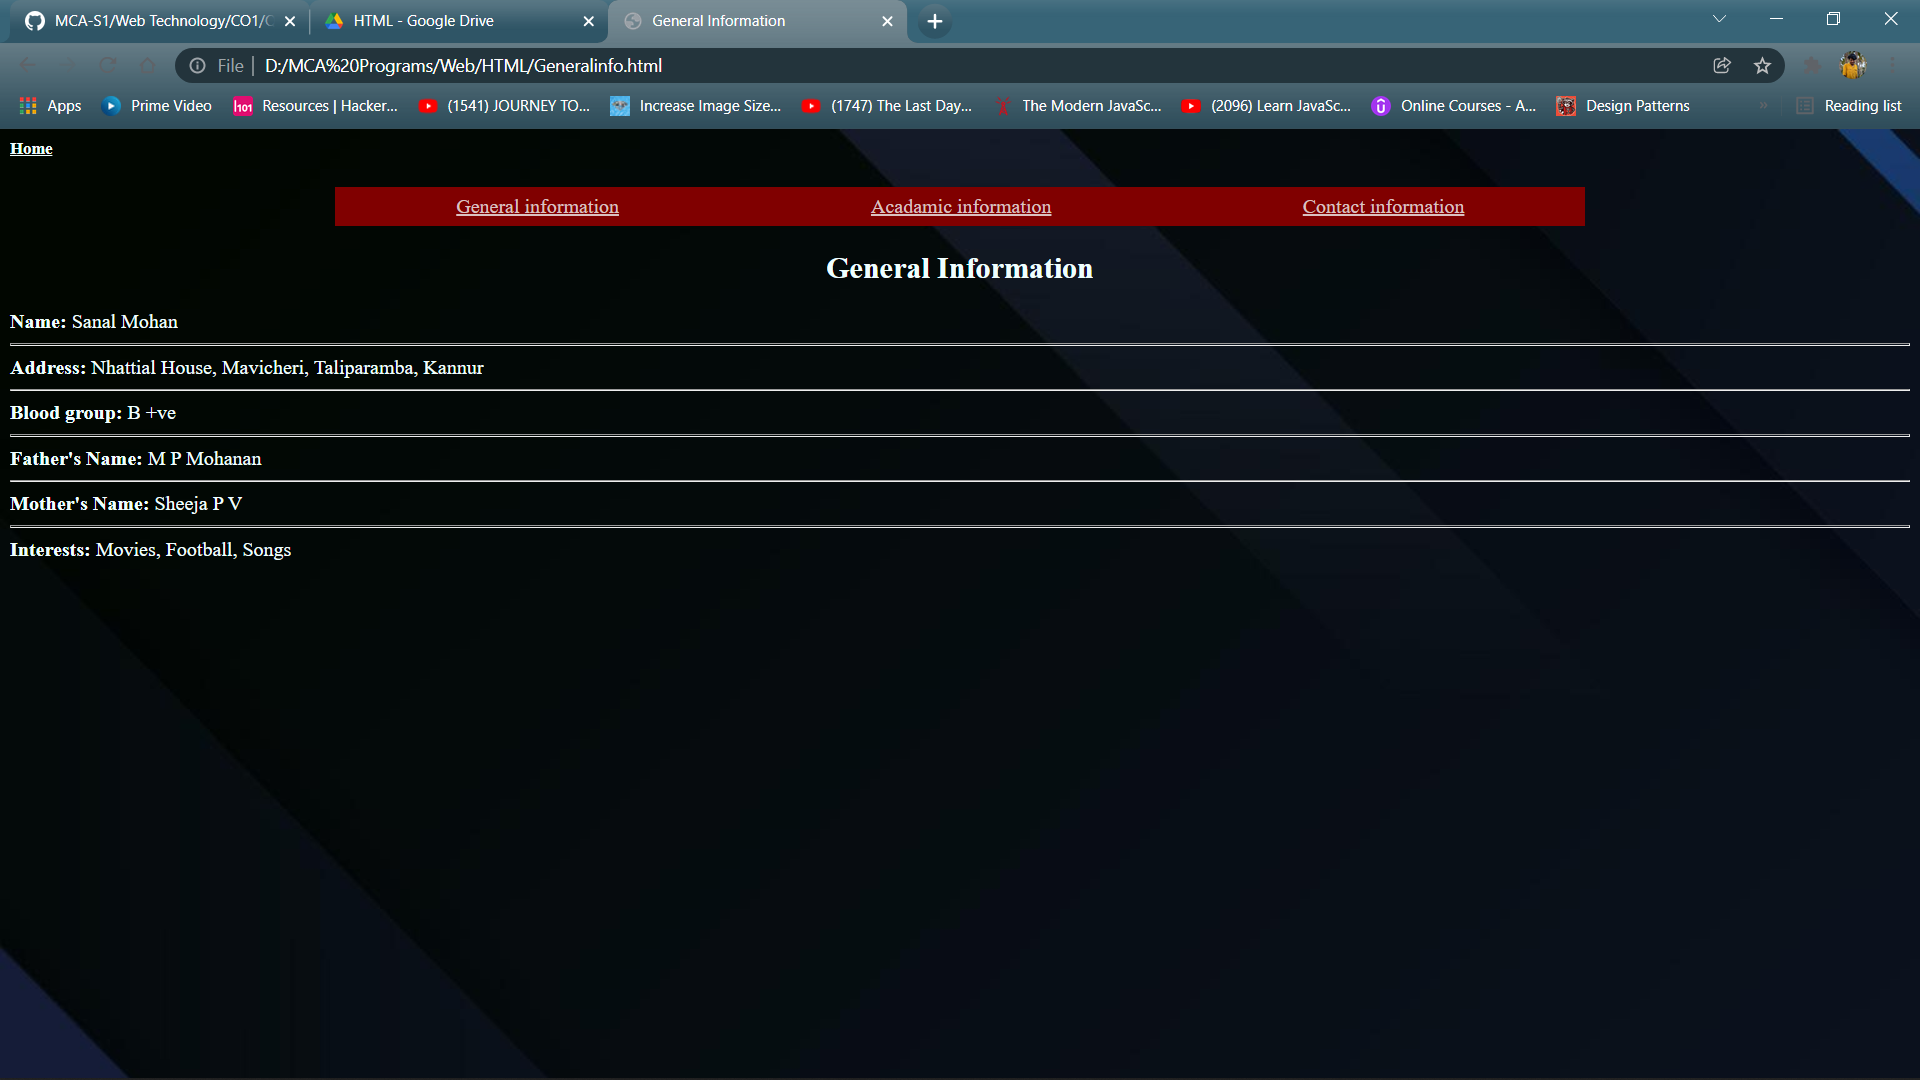 MCA-S1/Web Technology/CO1/C
HTML - Google Drive
General Information
File
D:/MCA%20Programs/Web/HTML/Generalinfo.html
Apps
Prime Video
101
Resources | Hacker...
(1541) JOURNEY TO...
Increase Image Size...
(1747) The Last Day...
The Modern JavaSc...
(2096) Learn JavaSc...
Online Courses - A...
Design Patterns
»
Reading list
Home
General information
Acadamic information
Contact information
General Information
Name: Sanal Mohan
Address: Nhattial House, Mavicheri, Taliparamba, Kannur
Blood group: B +ve
Father's Name: M P Mohanan
Mother's Name: Sheeja P V
Interests: Movies, Football, Songs